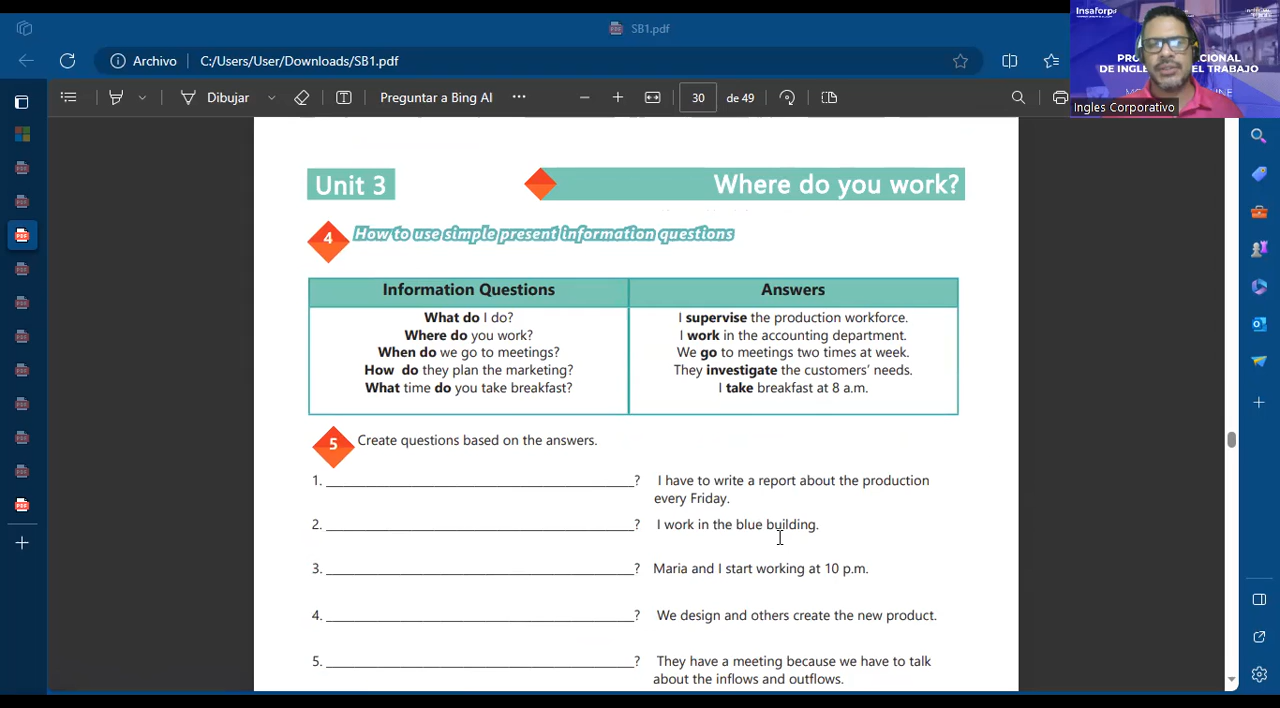 SB1.pdf
Archivo
C:/Users/User/Downloads/SB1.pdf
Dibujar
Preguntar a Bing AI
30
de 49
Insaforp
Ingles Corporativo
Unit 3
Where do you work?
4
How to use simple present information questions
Information Questions
Answers
What do I do?
I supervise the production workforce.
Where do you work?
I work in the accounting department.
When do we go to meetings?
We go to meetings two times at week.
How do they plan the marketing?
They investigate the customers' needs.
What time do you take breakfast?
I take breakfast at 8 a.m.
5
Create questions based on the answers.
1. ____________________________________?
I have to write a report about the production
every Friday.
2. ____________________________________?
I work in the blue building.
3. ____________________________________?
Maria and I start working at 10 p.m.
4. ____________________________________?
We design and others create the new product.
5. ____________________________________?
They have a meeting because we have to talk
about the inflows and outflows.